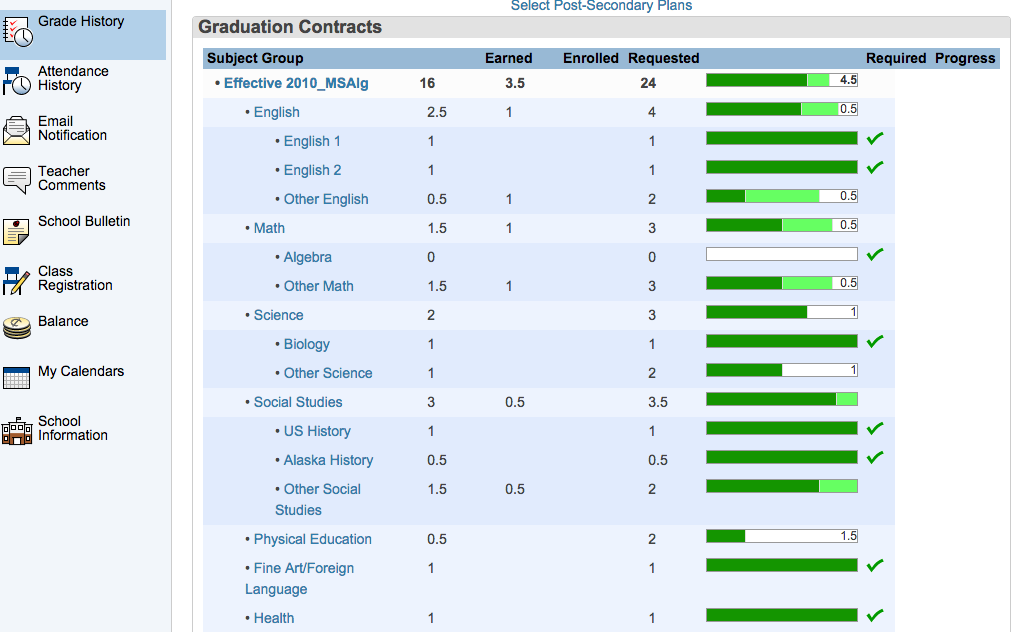 Select Post-Secondary Plans
Grade History
Attendance
History
Email
Notification
Teacher
Comments
School Bulletin
Class
Registration
Balance
My Calendars
School
Information
Graduation Contracts
Subject Group Earned Enrolled Requested Required Progress
• Effective 2010_MSAlg 16 3.5 24 4.5
• English 2.5 1 4 0.5
• English 1 1 1
• English 2 1 1
• Other English 0.5 1 2 0.5
• Math 1.5 1 3 0.5
• Algebra 0 0
• Other Math 1.5 1 3 0.5
• Science 2 3 1
• Biology 1 1
• Other Science 1 2 1
• Social Studies 3 0.5 3.5
• US History 1 1
• Alaska History 0.5 0.5
• Other Social 1.5 0.5 2
Studies
• Physical Education 0.5 2 1.5
• Fine Art/Foreign 1 1
Language
• Health 1 1